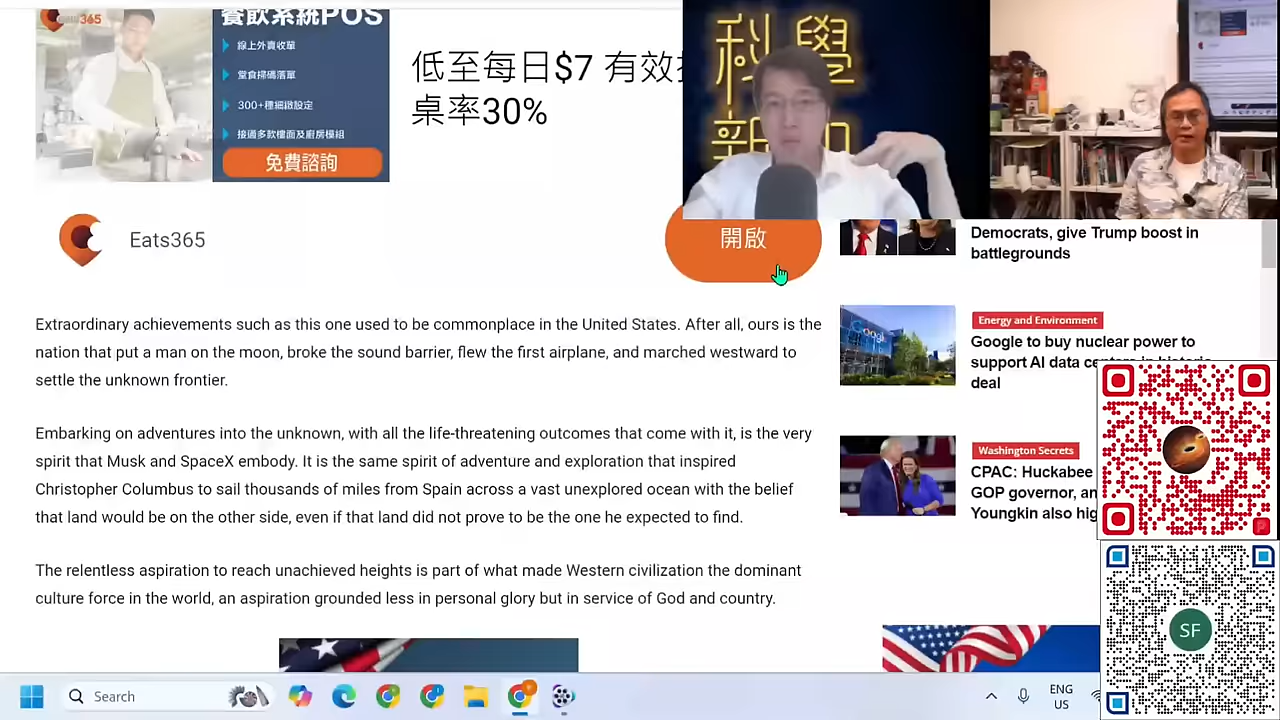 餐飲系統POS
線上外賣收單
堂食掃碼落單
300+種細緻設定
接過多款樓面及廚房模組
免費諮詢
低至每日$7 有效
桌率30%
Eats365
開啟
科學
新
Democrats, give Trump boost in
battlegrounds
Energy and Environment
Google to buy nuclear power to
support AI data centers in historic
deal
Washington Secrets
CPAC: Huckabee
GOP governor, an
Youngkin also hig
Extraordinary achievements such as this one used to be commonplace in the United States. After all, ours is the
nation that put a man on the moon, broke the sound barrier, flew the first airplane, and marched westward to
settle the unknown frontier.
Embarking on adventures into the unknown, with all the life-threatening outcomes that come with it, is the very
spirit that Musk and SpaceX embody. It is the same spirit of adventure and exploration that inspired
Christopher Columbus to sail thousands of miles from Spain across a vast unexplored ocean with the belief
that land would be on the other side, even if that land did not prove to be the one he expected to find.
The relentless aspiration to reach unachieved heights is part of what made Western civilization the dominant
culture force in the world, an aspiration grounded less in personal glory but in service of God and country.
SF
Search
ENG
US